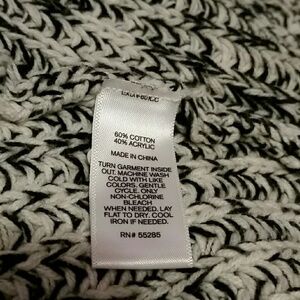 60% COTTON
40% ACRYLIC
MADE IN CHINA
TURN GARMENT INSIDE
OUT. MACHINE WASH
COLD WITH LIKE
COLORS. GENTLE
CYCLE. ONLY
NON-CHLORINE
BLEACH
WHEN NEEDED. LAY
FLAT TO DRY. COOL
IRON IF NEEDED.
RN# 55285